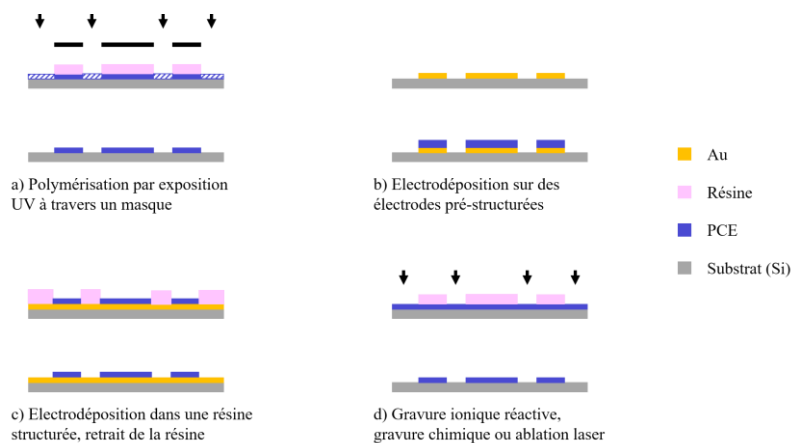 a) Polymérisation par exposition
UV à travers un masque
b) Electrodéposition sur des
électrodes pré-structurées
c) Electrodéposition dans une résine
structurée, retrait de la résine
d) Gravure ionique réactive,
gravure chimique ou ablation laser
Au
Résine
PCE
Substrat (Si)